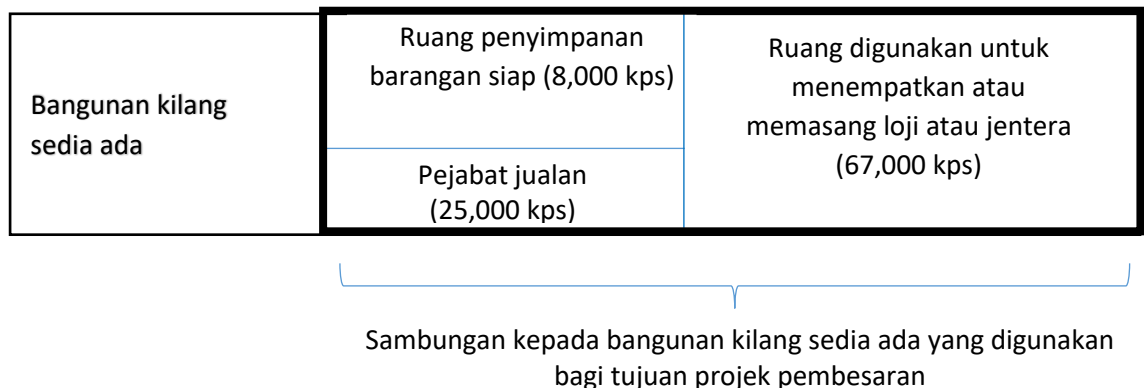 Bangunan kilang
sedia ada
Ruang penyimpanan
barangan siap (8,000 kps)
Pejabat jualan
(25,000 kps)
Ruang digunakan untuk
menempatkan atau
memasang loji atau jentera
(67,000 kps)
Sambungan kepada bangunan kilang sedia ada yang digunakan
bagi tujuan projek pembesaran